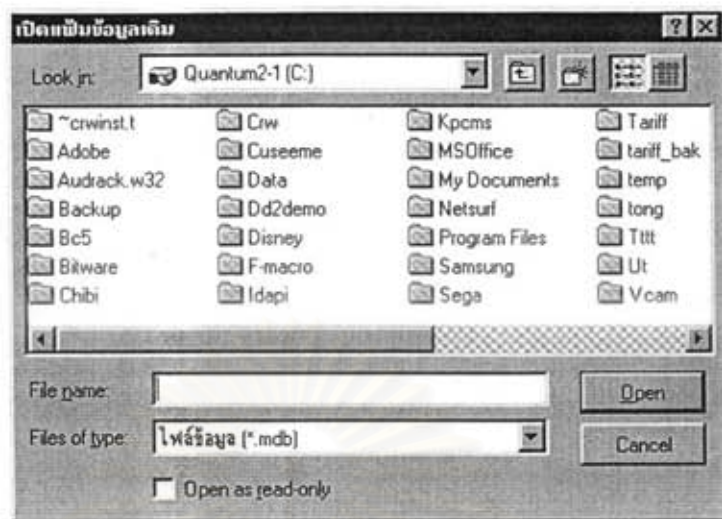 เปิดแฟ้มข้อมูลเดิม
Look in: Quantum2-1 (C:)
~crwinst.t Crw Kpcms Tariff
Adobe Cuseeme MSOffice tariff_bak
Audrack.w32 Data My Documents temp
Backup Dd2demo Netsurf tong
Bc5 Disney Program Files Tttt
Bitware F-macro Samsung Ut
Chibi Idapi Sega Vcam
File name: Open
Files of type: ไฟล์ข้อมูล (*.mdb) Cancel
Open as read-only